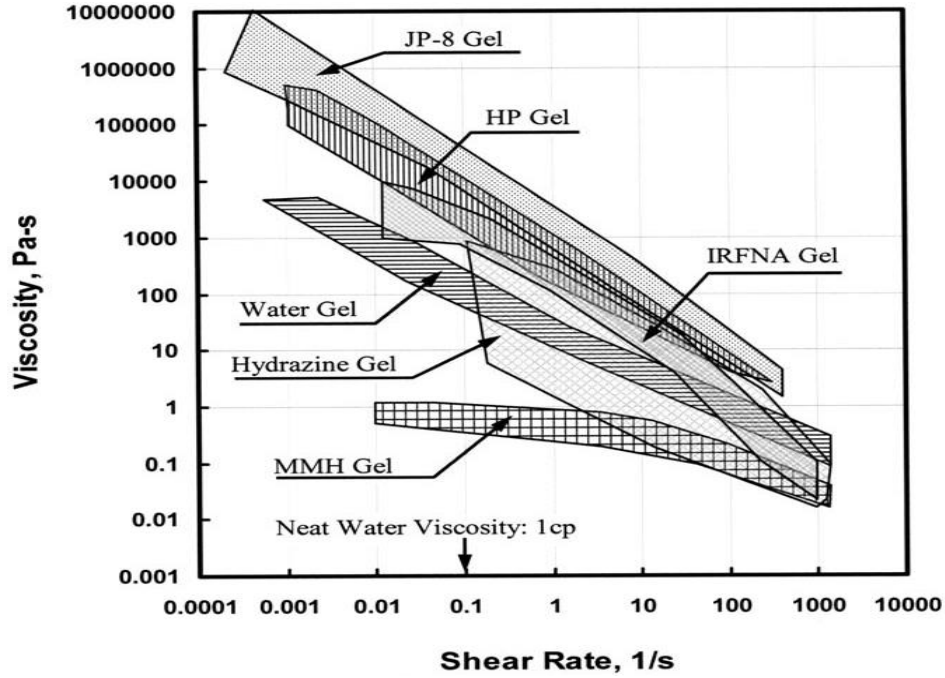 10000000
1000000
100000
10000
1000
100
10
1
0.1
0.01
0.001
Viscosity, Pa-s
JP-8 Gel
HP Gel
IRFNA Gel
Water Gel
Hydrazine Gel
MMH Gel
Neat Water Viscosity: 1cp
0.0001 0.001 0.01 0.1 1 10 100 1000 10000
Shear Rate, 1/s